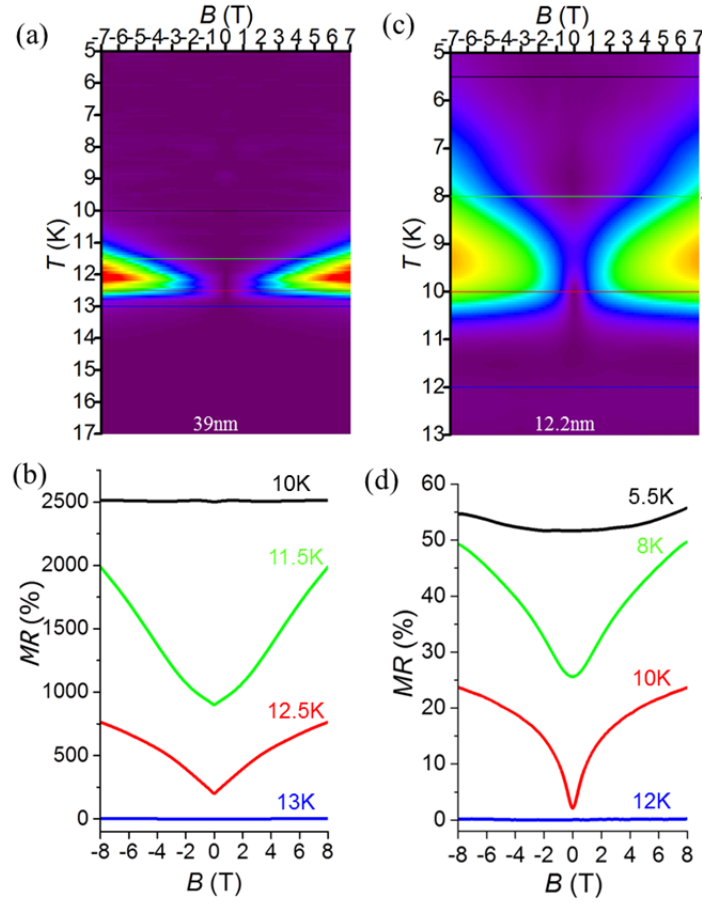 (a)
B (T)
-7-6-5-4-3-2-1 0 1 2 3 4 5 6 7
T (K)
5
6
7
8
9
10
11
12
13
14
15
16
17
39nm
(c)
B (T)
-7-6-5-4-3-2-1 0 1 2 3 4 5 6 7
T (K)
5
6
7
8
9
10
11
12
13
12.2nm
(b)
MR (%)
2500
2000
1500
1000
500
0
10K
11.5K
12.5K
13K
-8 -6 -4 -2 0 2 4 6 8
B (T)
(d)
MR (%)
60
50
40
30
20
10
0
5.5K
8K
10K
12K
-8 -6 -4 -2 0 2 4 6 8
B (T)